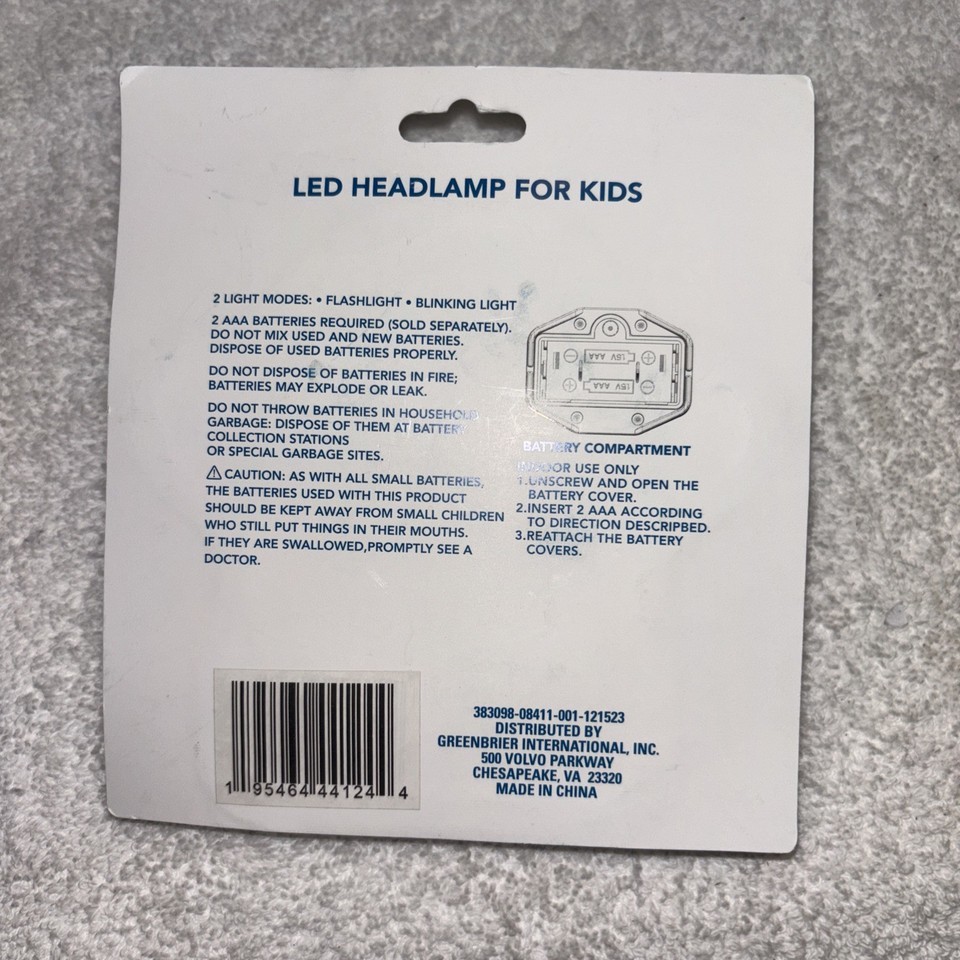 LED HEADLAMP FOR KIDS
2 LIGHT MODES: • FLASHLIGHT • BLINKING LIGHT
2 AAA BATTERIES REQUIRED (SOLD SEPARATELY).
DO NOT MIX USED AND NEW BATTERIES.
DISPOSE OF USED BATTERIES PROPERLY.
DO NOT DISPOSE OF BATTERIES IN FIRE;
BATTERIES MAY EXPLODE OR LEAK.
DO NOT THROW BATTERIES IN HOUSEHOLD
GARBAGE: DISPOSE OF THEM AT BATTERY
COLLECTION STATIONS
OR SPECIAL GARBAGE SITES.
⚠ CAUTION: AS WITH ALL SMALL BATTERIES,
THE BATTERIES USED WITH THIS PRODUCT
SHOULD BE KEPT AWAY FROM SMALL CHILDREN
WHO STILL PUT THINGS IN THEIR MOUTHS.
IF THEY ARE SWALLOWED,PROMPTLY SEE A
DOCTOR.
1.5V AAA
1.5V AAA
BATTERY COMPARTMENT
INDOOR USE ONLY
1.UNSCREW AND OPEN THE
BATTERY COVER.
2.INSERT 2 AAA ACCORDING
TO DIRECTION DESCRIPBED.
3.REATTACH THE BATTERY
COVERS.
1 95464 44124 4
383098-08411-001-121523
DISTRIBUTED BY
GREENBRIER INTERNATIONAL, INC.
500 VOLVO PARKWAY
CHESAPEAKE, VA 23320
MADE IN CHINA